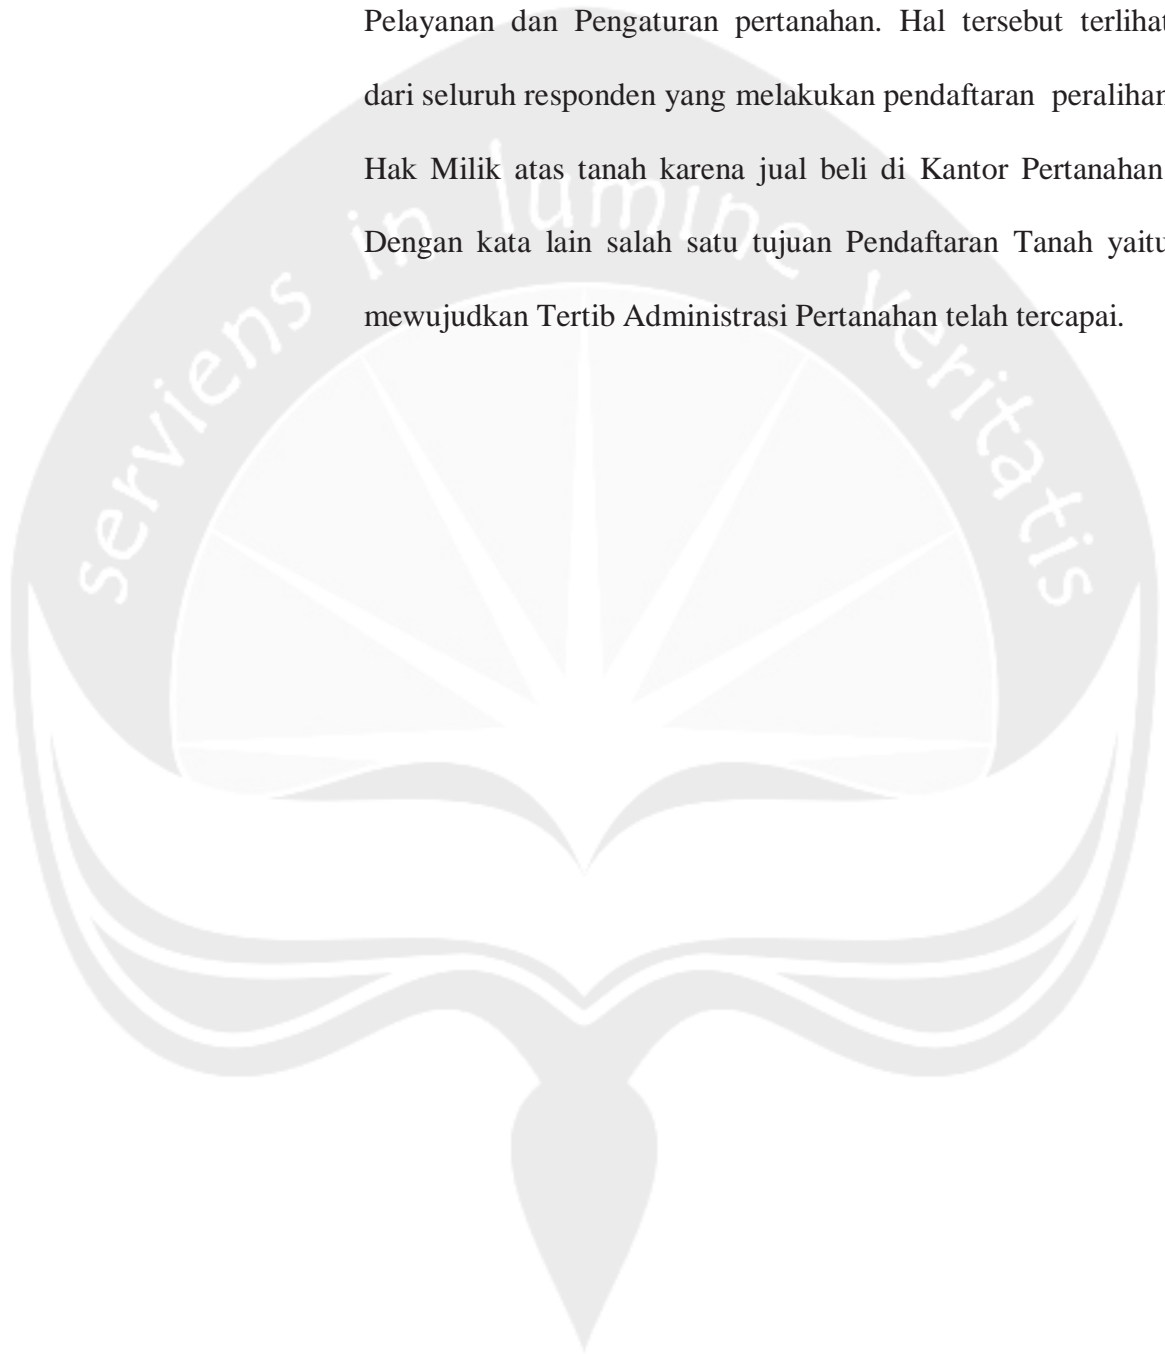 Pelayanan dan Pengaturan pertanahan. Hal tersebut terlihat
dari seluruh responden yang melakukan pendaftaran peralihan
Hak Milik atas tanah karena jual beli di Kantor Pertanahan
Dengan kata lain salah satu tujuan Pendaftaran Tanah yaitu
mewujudkan Tertib Administrasi Pertanahan telah tercapai.
serviens in lumine veritatis